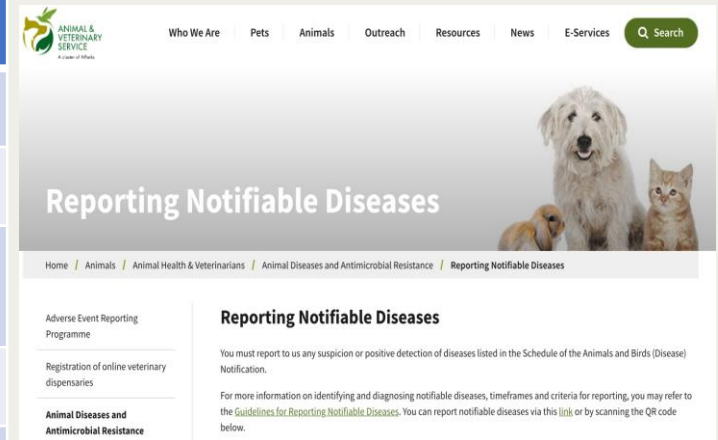 ANIMAL &
VETERINARY
SERVICE
A cluster of NParks
Who We Are Pets Animals Outreach Resources News E-Services Search
Reporting Notifiable Diseases
Home / Animals / Animal Health & Veterinarians / Animal Diseases and Antimicrobial Resistance / Reporting Notifiable Diseases
Adverse Event Reporting
Programme
Registration of online veterinary
dispensaries
Animal Diseases and
Antimicrobial Resistance
Reporting Notifiable Diseases
You must report to us any suspicion or positive detection of diseases listed in the Schedule of the Animals and Birds (Disease)
Notification.
For more information on identifying and diagnosing notifiable diseases, timeframes and criteria for reporting, you may refer to
the Guidelines for Reporting Notifiable Diseases. You can report notifiable diseases via this link or by scanning the QR code
below.